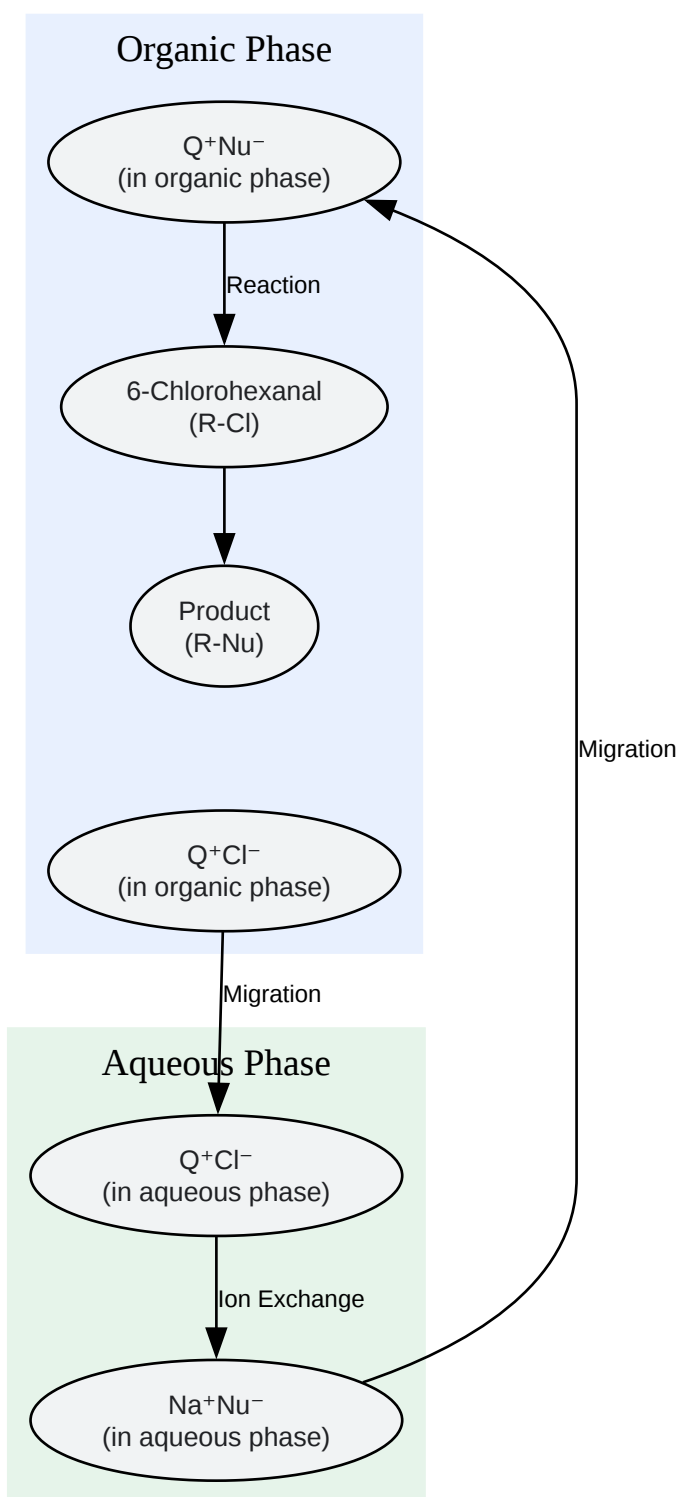 Organic Phase
Q⁺Nu⁻
(in organic phase)
Reaction
6-Chlorohexanal
(R-Cl)
Product
(R-Nu)
Migration
Q⁺Cl⁻
(in organic phase)
Migration
Aqueous Phase
Q⁺Cl⁻
(in aqueous phase)
Ion Exchange
Na⁺Nu⁻
(in aqueous phase)